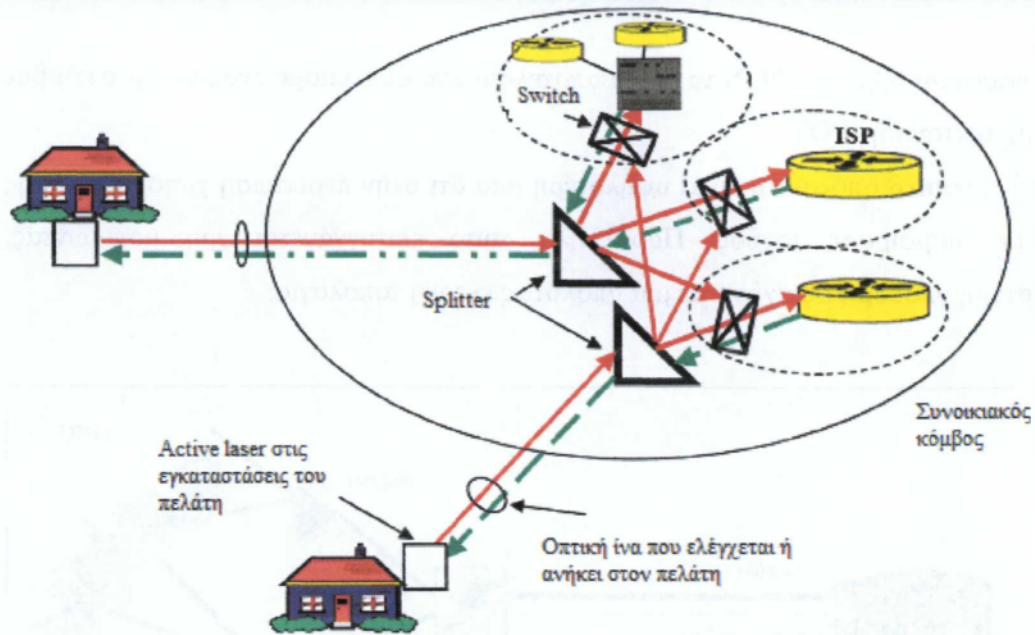 Switch
ISP
Splitter
Συνοικιακός
κόμβος
Active laser στις
εγκαταστάσεις του
πελάτη
Οπτική ίνα που ελέγχεται ή
ανήκει στον πελάτη